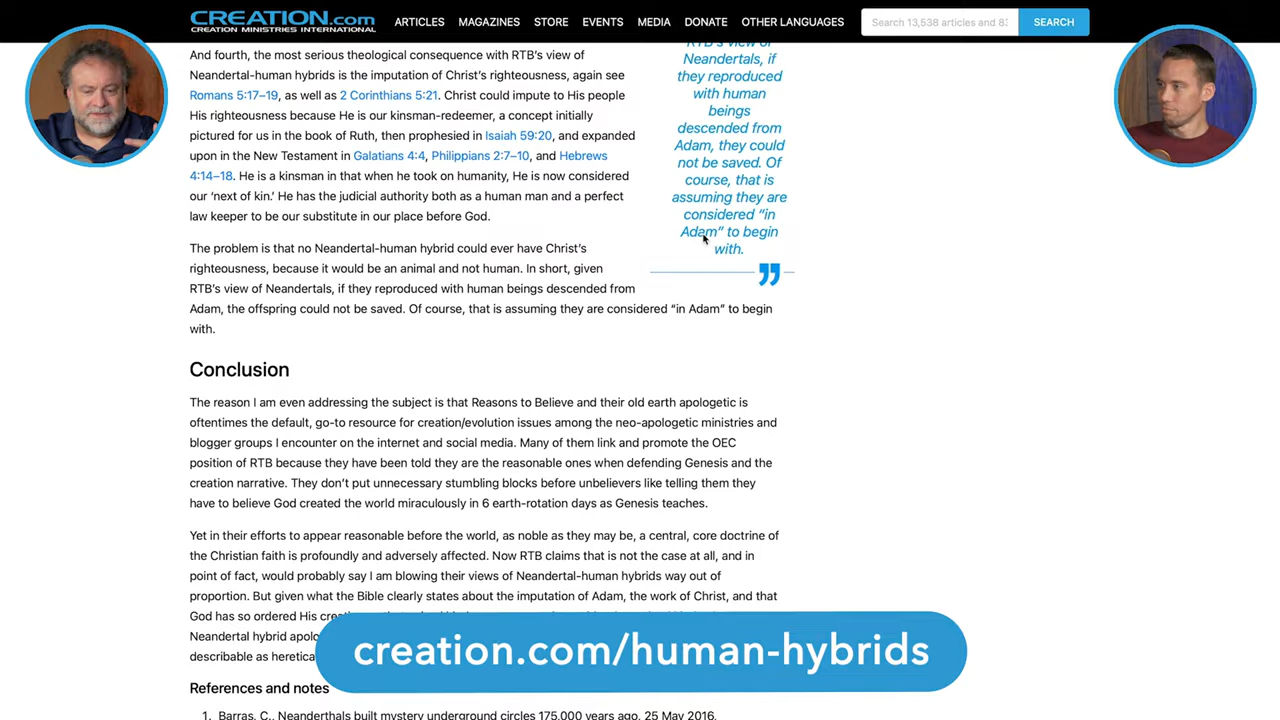 CREATION.com
CREATION MINISTRIES INTERNATIONAL
ARTICLES MAGAZINES STORE EVENTS MEDIA DONATE OTHER LANGUAGES
Search 13,538 articles and
SEARCH
And fourth, the most serious theological consequence with RTB's view of
Neandertal-human hybrids is the imputation of Christ's righteousness, again see
Romans 5:17–19, as well as 2 Corinthians 5:21. Christ could impute to His people
His righteousness because He is our kinsman-redeemer, a concept initially
pictured for us in the book of Ruth, then prophesied in Isaiah 59:20, and expanded
upon in the New Testament in Galatians 4:4, Philippians 2:7–10, and Hebrews
4:14–18. He is a kinsman in that when he took on humanity, He is now considered
our 'next of kin.' He has the judicial authority both as a human man and a perfect
law keeper to be our substitute in our place before God.
RTB's view of
Neandertals, if
they reproduced
with human
beings
descended from
Adam, they could
not be saved. Of
course, that is
assuming they are
considered "in
Adam" to begin
with.
The problem is that no Neandertal-human hybrid could ever have Christ's
righteousness, because it would be an animal and not human. In short, given
RTB's view of Neandertals, if they reproduced with human beings descended from
Adam, the offspring could not be saved. Of course, that is assuming they are considered "in Adam" to begin
with.
Conclusion
The reason I am even addressing the subject is that Reasons to Believe and their old earth apologetic is
oftentimes the default, go-to resource for creation/evolution issues among the neo-apologetic ministries and
blogger groups I encounter on the internet and social media. Many of them link and promote the OEC
position of RTB because they have been told they are the reasonable ones when defending Genesis and the
creation narrative. They don't put unnecessary stumbling blocks before unbelievers like telling them they
have to believe God created the world miraculously in 6 earth-rotation days as Genesis teaches.
Yet in their efforts to appear reasonable before the world, as noble as they may be, a central, core doctrine of
the Christian faith is profoundly and adversely affected. Now RTB claims that is not the case at all, and in
point of fact, would probably say I am blowing their views of Neandertal-human hybrids way out of
proportion. But given what the Bible clearly states about the imputation of Adam, the work of Christ, and that
God has so ordered His
Neandertal hybrid
describable as heretical
creation.com/human-hybrids
References and notes
1. Barras, C., Neanderthals built mystery underground circles 175,000 years ago, 25 May 2016.